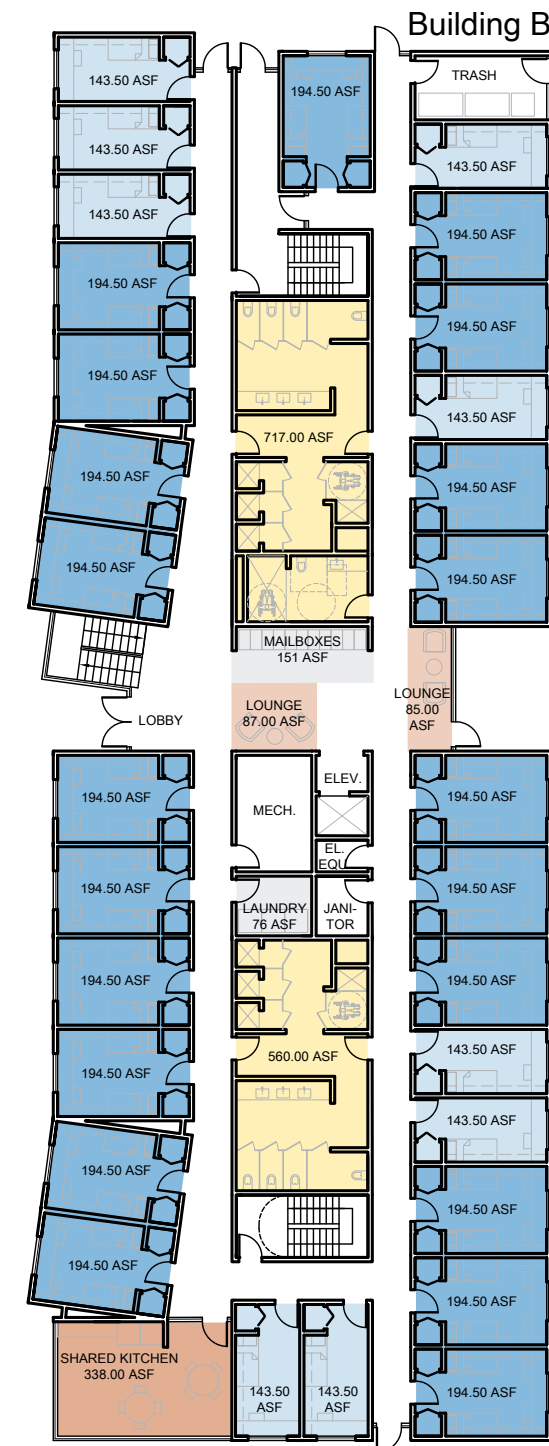 Building B
143.50 ASF
143.50 ASF
143.50 ASF
194.50 ASF
194.50 ASF
194.50 ASF
194.50 ASF
194.50 ASF
TRASH
143.50 ASF
194.50 ASF
194.50 ASF
143.50 ASF
194.50 ASF
194.50 ASF
717.00 ASF
MAILBOXES
151 ASF
LOUNGE
87.00 ASF
LOUNGE
85.00
ASF
LOBBY
194.50 ASF
194.50 ASF
194.50 ASF
194.50 ASF
194.50 ASF
194.50 ASF
MECH.
ELEV.
EL.
EQU
LAUNDRY
76 ASF
JANI-
TOR
560.00 ASF
194.50 ASF
194.50 ASF
194.50 ASF
143.50 ASF
143.50 ASF
194.50 ASF
194.50 ASF
194.50 ASF
SHARED KITCHEN
338.00 ASF
143.50
ASF
143.50
ASF